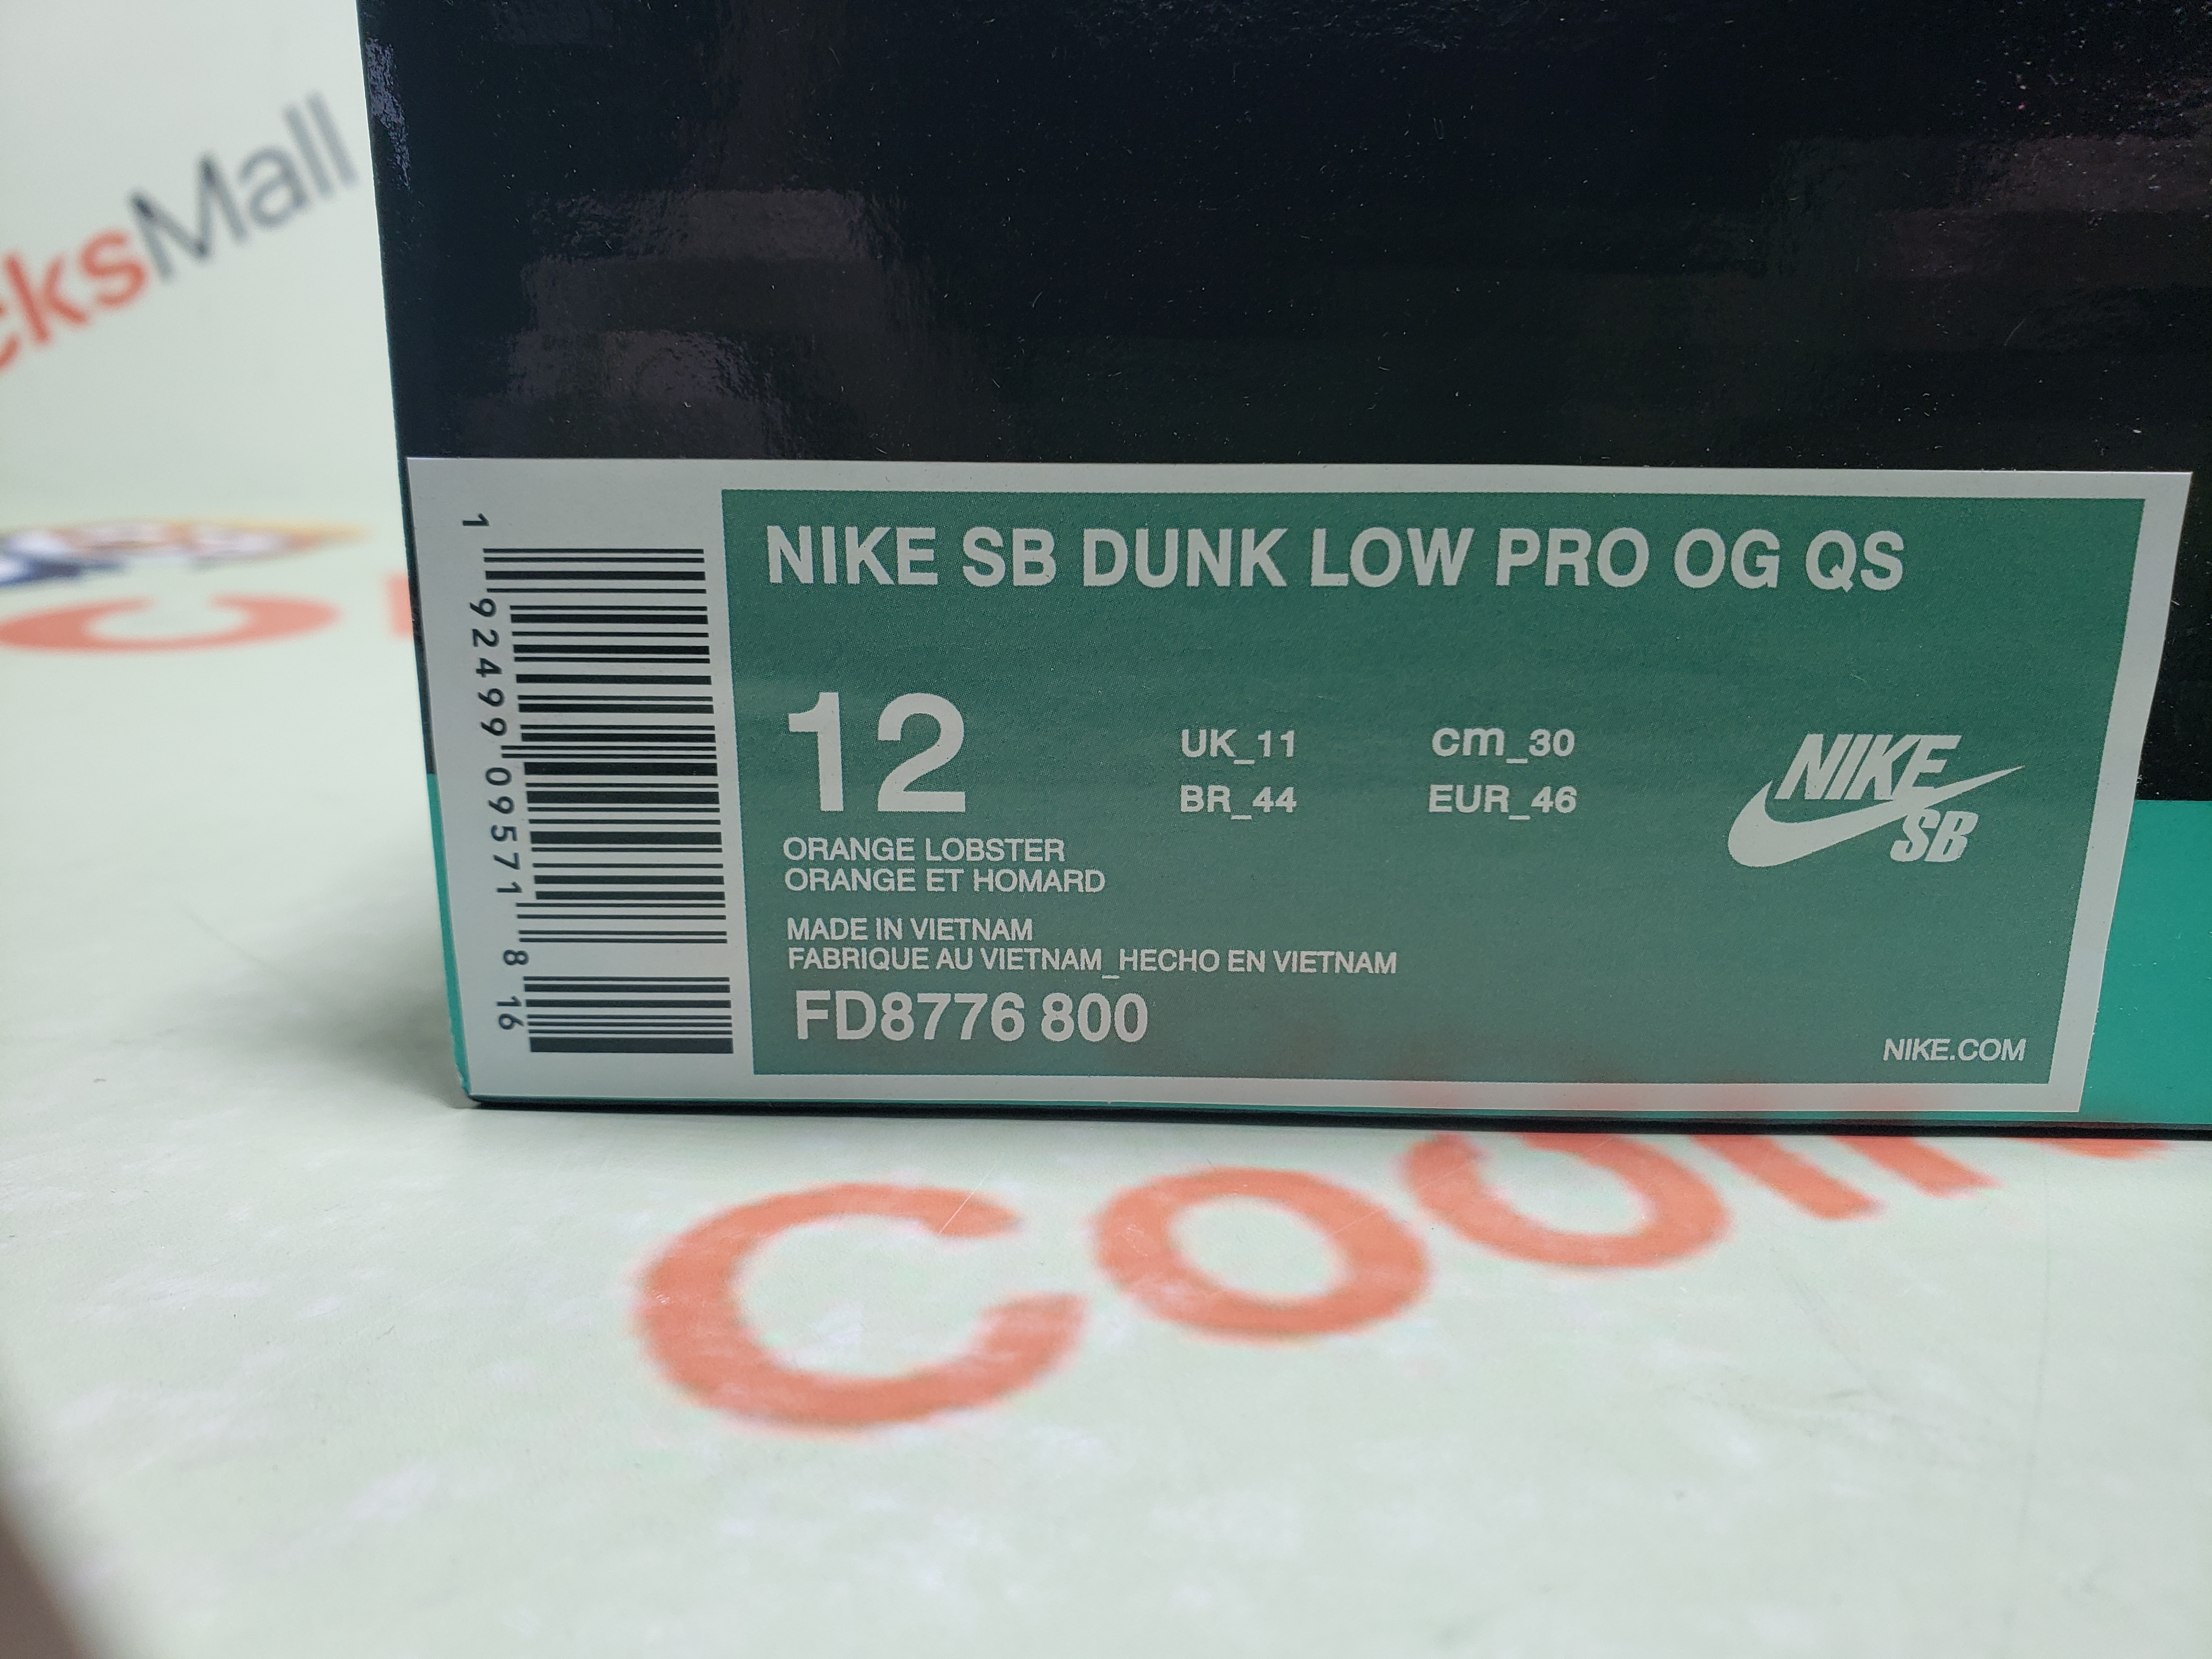 cksMall
1 92499 09571 8 16
NIKE SB DUNK LOW PRO OG QS
12
UK_11 cm_30
BR_44 EUR_46
NIKE
SB
ORANGE LOBSTER
ORANGE ET HOMARD
MADE IN VIETNAM
FABRIQUE AU VIETNAM_HECHO EN VIETNAM
FD8776 800
NIKE.COM